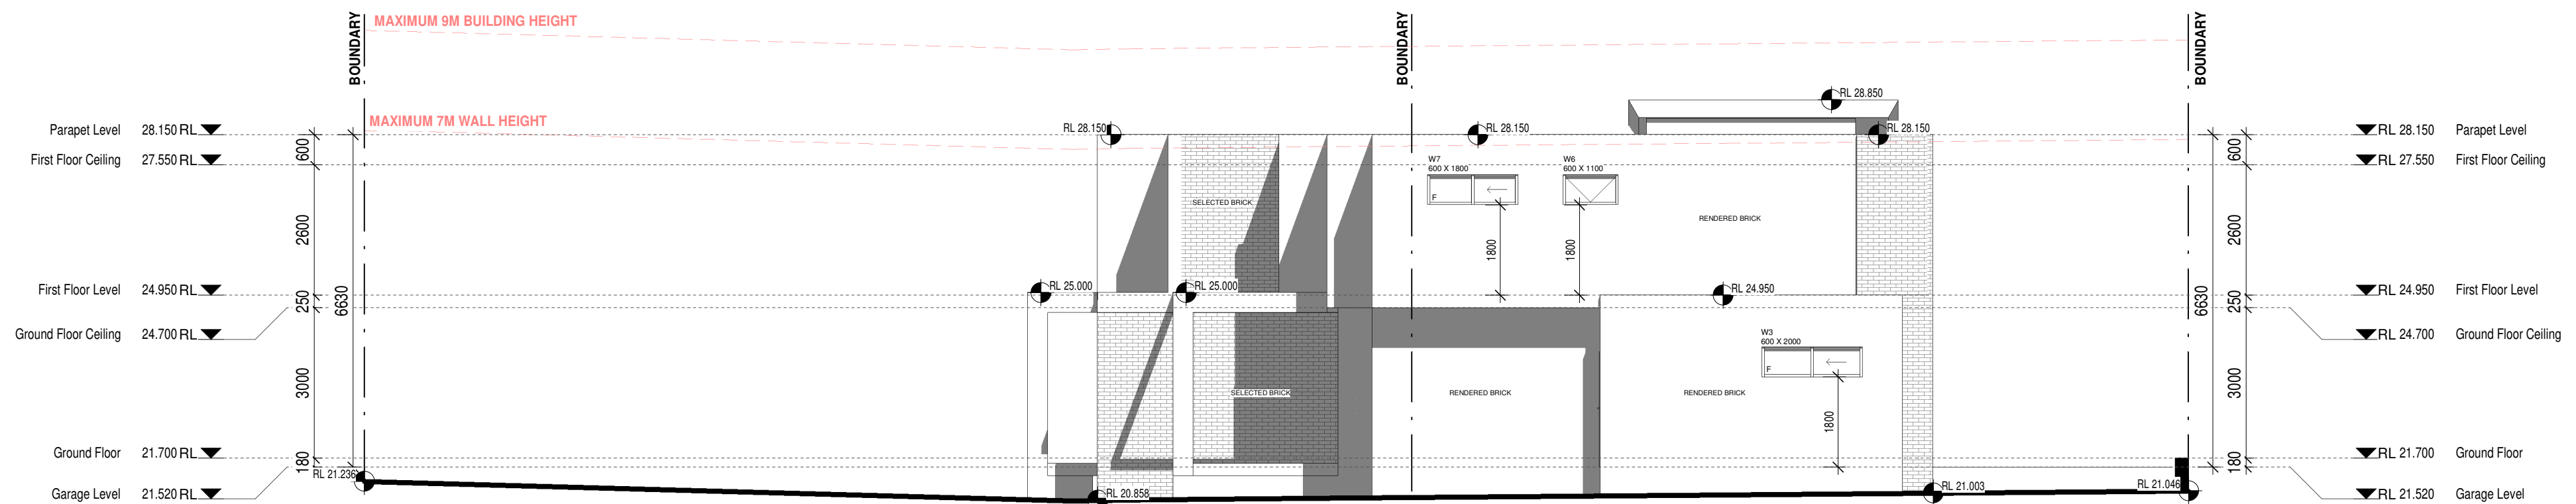 MAXIMUM 9M BUILDING HEIGHT
BOUNDARY
BOUNDARY
BOUNDARY
MAXIMUM 7M WALL HEIGHT
RL 28.850
Parapet Level 28.150 RL
RL 28.150
RL 28.150
RL 28.150
RL 28.150 Parapet Level
First Floor Ceiling 27.550 RL
RL 27.550 First Floor Ceiling
600
600
W7
600 X 1800
F
W6
600 X 1100
SELECTED BRICK
RENDERED BRICK
2600
2600
1800
1800
First Floor Level 24.950 RL
RL 25.000
RL 25.000
RL 24.950
RL 24.950 First Floor Level
250
6630
6630
250
Ground Floor Ceiling 24.700 RL
RL 24.700 Ground Floor Ceiling
W3
600 X 2000
F
3000
3000
SELECTED BRICK
RENDERED BRICK
RENDERED BRICK
1800
Ground Floor 21.700 RL
RL 21.700 Ground Floor
180
180
RL 21.236
Garage Level 21.520 RL
RL 20.858
RL 21.003
RL 21.046
RL 21.520 Garage Level